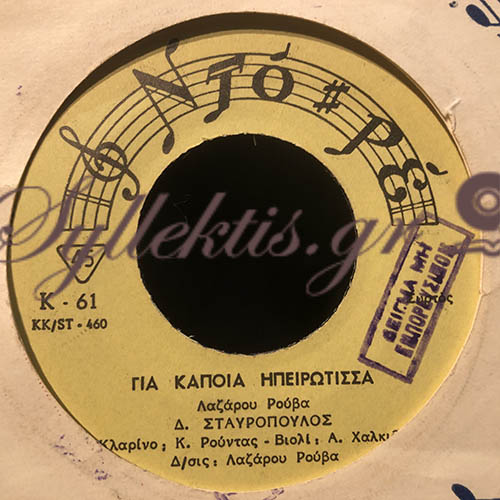 ΝΤΟ # ΡΕ
Syllektis.gr
45
Κ - 61
KK/ST - 460
ΔΕΙΓΜΑ ΜΗ
ΕΜΠΟΡΕΥΣΙΜΟΝ
ΓΙΑ ΚΑΠΟΙΑ ΗΠΕΙΡΩΤΙΣΣΑ
Λαζάρου Ρούβα
Δ. ΣΤΑΥΡΟΠΟΥΛΟΣ
Κλαρίνο; Κ. Ρούντας - Βιολί; Α.
Δ/σις: Λαζάρου Ρούβα